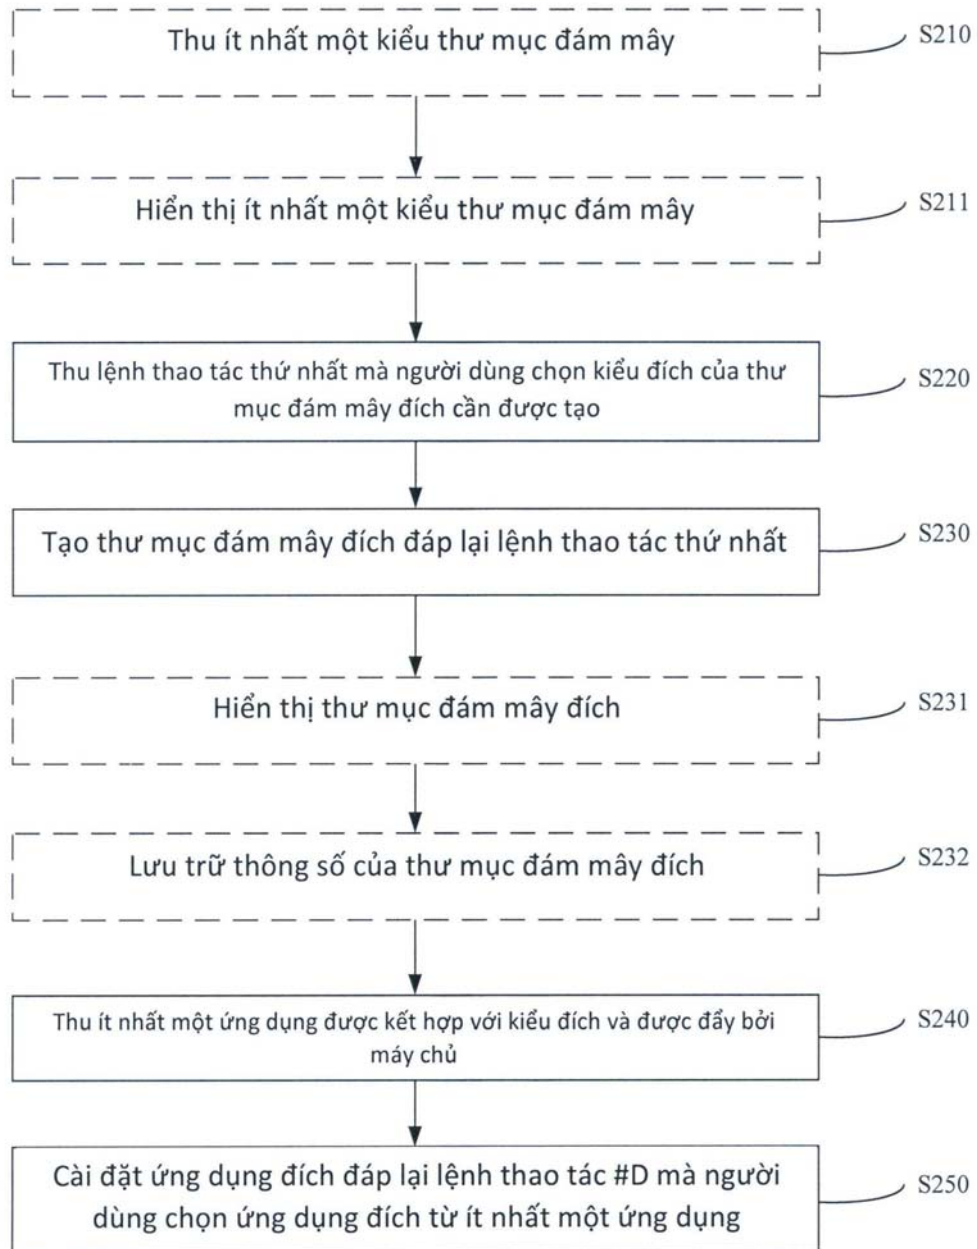 Thu ít nhất một kiểu thư mục đám mây
S210
Hiển thị ít nhất một kiểu thư mục đám mây
S211
Thu lệnh thao tác thứ nhất mà người dùng chọn kiểu đích của thư
mục đám mây đích cần được tạo
S220
Tạo thư mục đám mây đích đáp lại lệnh thao tác thứ nhất
S230
Hiển thị thư mục đám mây đích
S231
Lưu trữ thông số của thư mục đám mây đích
S232
Thu ít nhất một ứng dụng được kết hợp với kiểu đích và được đẩy bởi
máy chủ
S240
Cài đặt ứng dụng đích đáp lại lệnh thao tác #D mà người
dùng chọn ứng dụng đích từ ít nhất một ứng dụng
S250